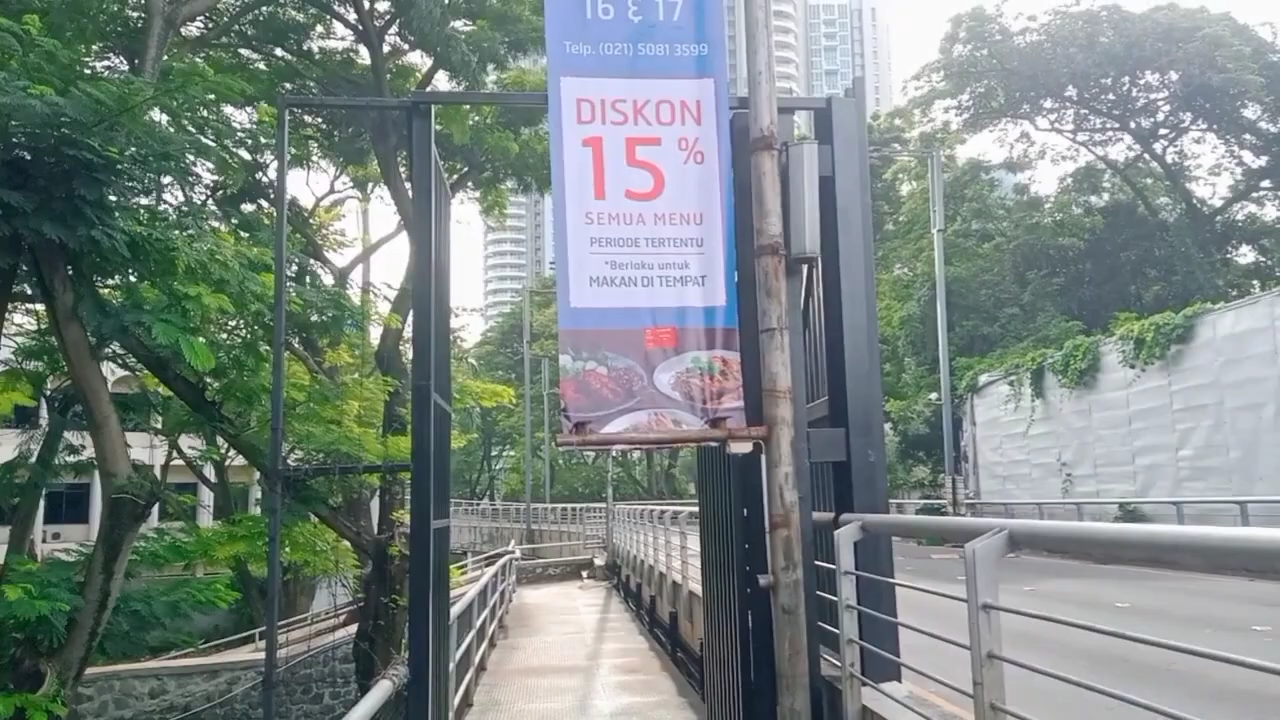 16 & 17
Telp. (021) 5081 3599
DISKON
15%
SEMUA MENU
PERIODE TERTENTU
*Berlaku untuk
MAKAN DI TEMPAT